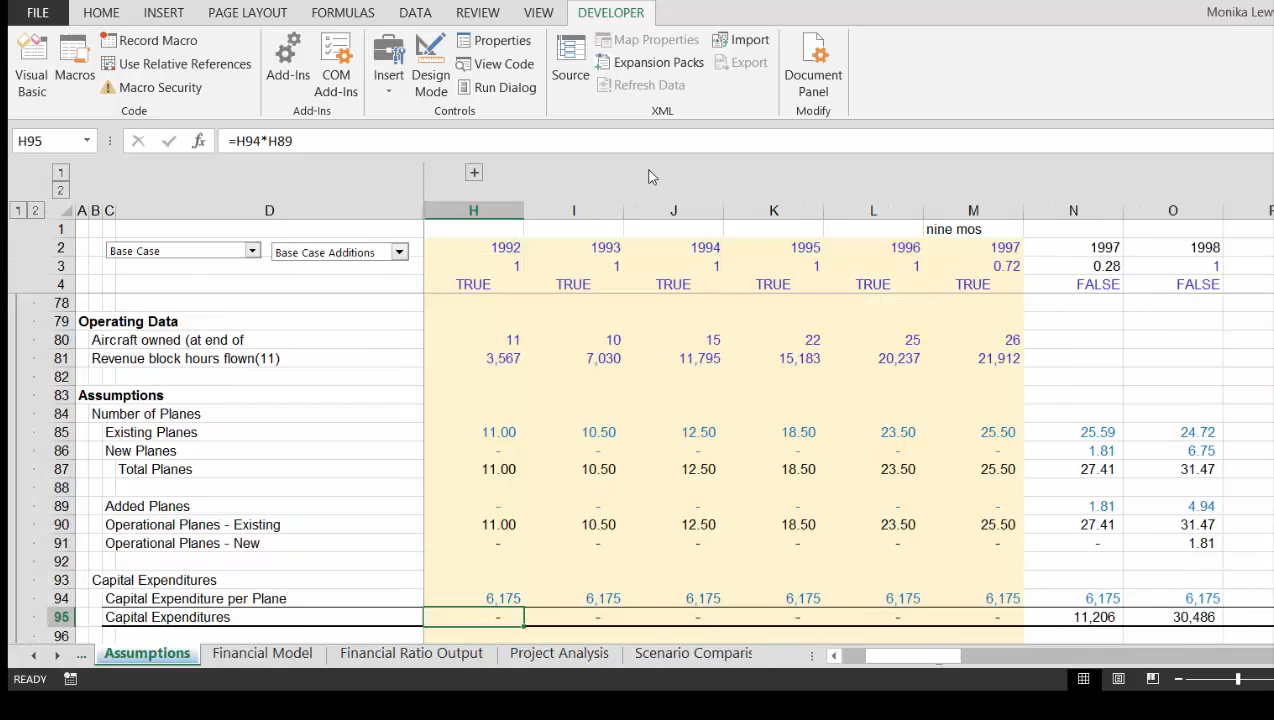 FILE HOME INSERT PAGE LAYOUT FORMULAS DATA REVIEW VIEW DEVELOPER Monika Lew
Visual Basic
Macros
Record Macro
Use Relative References
Macro Security
Code
Add-Ins
COM Add-Ins
Add-Ins
Insert
Design Mode
Properties
View Code
Run Dialog
Controls
Source
Map Properties
Expansion Packs
Refresh Data
Import
Export
XML
Document Panel
Modify
H95 fx =H94*H89
1
2
1 2 A B C D H I J K L M N O
1 nine mos
2 Base Case Base Case Additions 1992 1993 1994 1995 1996 1997 1997 1998
3 1 1 1 1 1 0.72 0.28 1
4 TRUE TRUE TRUE TRUE TRUE TRUE FALSE FALSE
78
79 Operating Data
80 Aircraft owned (at end of 11 10 15 22 25 26
81 Revenue block hours flown(11) 3,567 7,030 11,795 15,183 20,237 21,912
82
83 Assumptions
84 Number of Planes
85 Existing Planes 11.00 10.50 12.50 18.50 23.50 25.50 25.59 24.72
86 New Planes - - - - - - 1.81 6.75
87 Total Planes 11.00 10.50 12.50 18.50 23.50 25.50 27.41 31.47
88
89 Added Planes - - - - - - 1.81 4.94
90 Operational Planes - Existing 11.00 10.50 12.50 18.50 23.50 25.50 27.41 31.47
91 Operational Planes - New - - - - - - - 1.81
92
93 Capital Expenditures
94 Capital Expenditure per Plane 6,175 6,175 6,175 6,175 6,175 6,175 6,175 6,175
95 Capital Expenditures - - - - - - 11,206 30,486
96
... Assumptions Financial Model Financial Ratio Output Project Analysis Scenario Comparis
READY